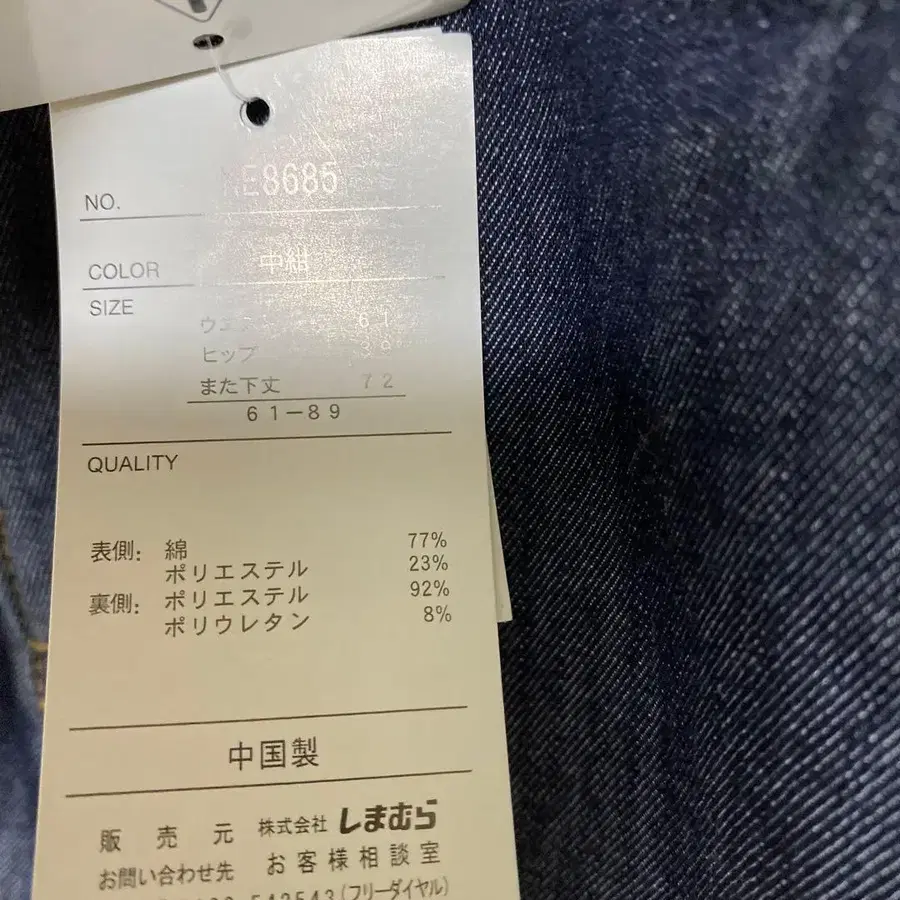 NO. E8685
COLOR 中紺
SIZE
ウエ 61
ヒップ 89
また下丈 72
61-89
QUALITY
表側: 綿 77%
ポリエステル 23%
裏側: ポリエステル 92%
ポリウレタン 8%
中国製
販売元 株式会社 しまむら
お問い合わせ先 お客様相談室
543543(フリーダイヤル)